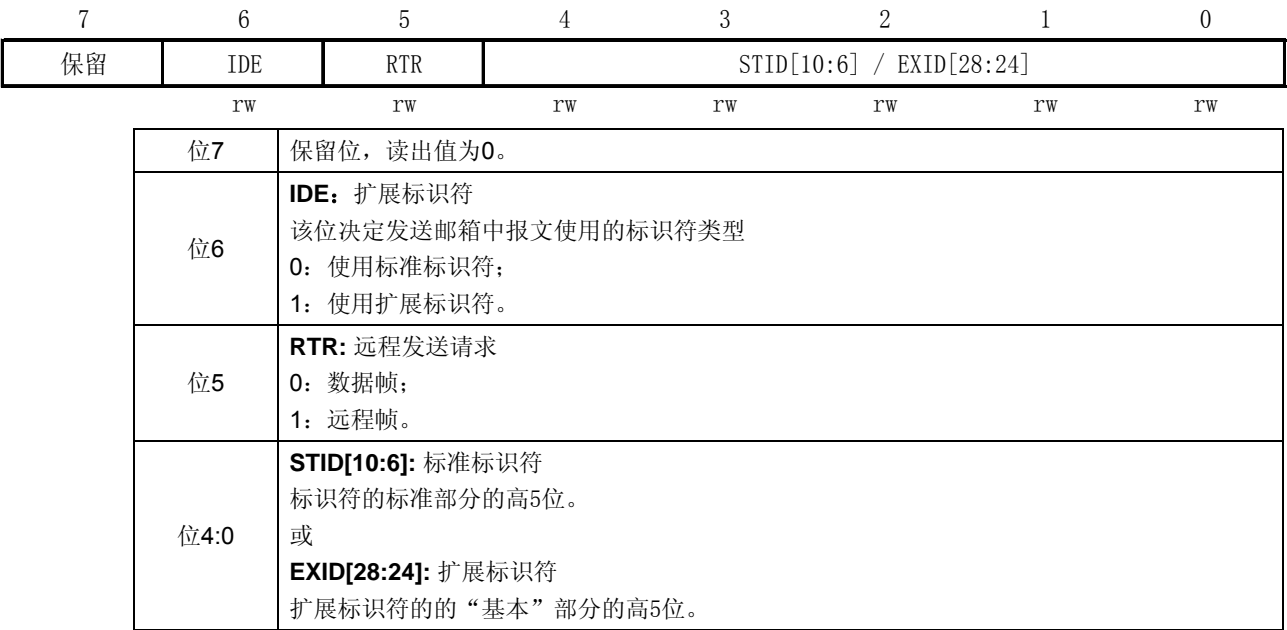 7 6 5 4 3 2 1 0
保留 IDE RTR STID[10:6] / EXID[28:24]
rw rw rw rw rw rw rw
位7 保留位，读出值为0。
IDE：扩展标识符
该位决定发送邮箱中报文使用的标识符类型
位6
0：使用标准标识符；
1：使用扩展标识符。
RTR: 远程发送请求
位5 0：数据帧；
1：远程帧。
STID[10:6]: 标准标识符
标识符的标准部分的高5位。
位4:0 或
EXID[28:24]: 扩展标识符
扩展标识符的的“基本”部分的高5位。